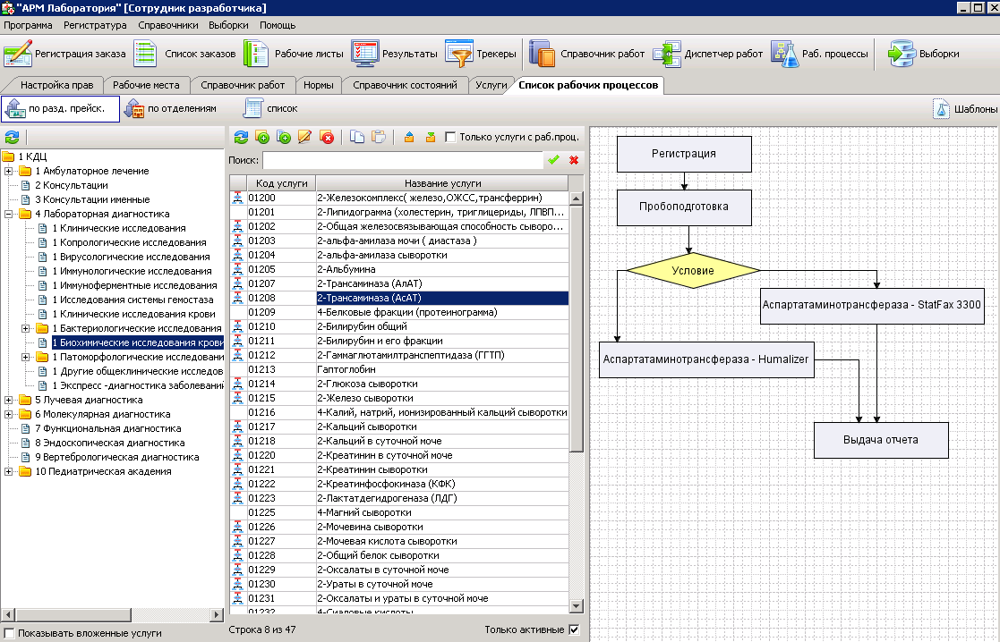 "АРМ Лаборатория" [Сотрудник разработчика]
Программа Регистратура Справочники Выборки Помощь
Регистрация заказа Список заказов Рабочие листы Результаты Трекеры Справочник работ Диспетчер работ Раб. процессы Выборки
Настройка прав Рабочие места Справочник работ Нормы Справочник состояний Услуги Список рабочих процессов
по разд. прейск. по отделениям список Шаблоны
1 КДЦ
1 Амбулаторное лечение
2 Консультации
3 Консультации именные
4 Лабораторная диагностика
1 Клинические исследования
1 Копрологические исследования
1 Вирусологические исследования
1 Иммунологические исследования
1 Иммуноферментные исследования
1 Исследования системы гемостаза
1 Клинические исследования крови
1 Бактериологические исследования
1 Биохимические исследования крови
1 Патоморфологические исследовани
1 Другие общеклинические исследов
1 Экспресс -диагностика заболевани
5 Лучевая диагностика
6 Молекулярная диагностика
7 Функциональная диагностика
8 Эндоскопическая диагностика
9 Вертебрологическая диагностика
10 Педиатрическая академия
Показывать вложенные услуги
Только услуги с раб.проц.
Поиск:
Код услуги Название услуги
01200 2-Железокомплекс( железо,ОЖСС,трансферрин)
01201 2-Липидограмма (холестерин, триглицериды, ЛПВП...
01202 2-Общая железосвязывающая способность сыворо...
01203 2-альфа-амилаза мочи ( диастаза )
01204 2-альфа-амилаза сыворотки
01205 2-Альбумина
01207 2-Трансаминаза (АлАТ)
01208 2-Трансаминаза (АсАТ)
01209 4-Белковые фракции (протеинограмма)
01210 2-Билирубин общий
01211 2-Билирубин и его фракции
01212 2-Гаммаглютамилтранспептидаза (ГГТП)
01213 Гаптоглобин
01214 2-Глюкоза сыворотки
01215 2-Железо сыворотки
01216 4-Калий, натрий, ионизированный кальций сыворотки
01217 2-Кальций сыворотки
01218 2-Кальций в суточной моче
01220 2-Креатинин в суточной моче
01221 2-Креатинин сыворотки
01222 2-Креатинфосфокиназа (КФК)
01223 2-Лактатдегидрогеназа (ЛДГ)
01225 4-Магний сыворотки
01226 2-Мочевина сыворотки
01227 2-Мочевая кислота сыворотки
01228 2-Общий белок сыворотки
01229 2-Оксалаты в суточной моче
01230 2-Ураты в суточной моче
01231 2-Оксалаты и ураты в суточной моче
01232 4-Сиаловые кислоты
Строка 8 из 47 Только активные
Регистрация
Пробоподготовка
Условие
Аспартатаминотрансфераза - StatFax 3300
Аспартатаминотрансфераза - Humalizer
Выдача отчета